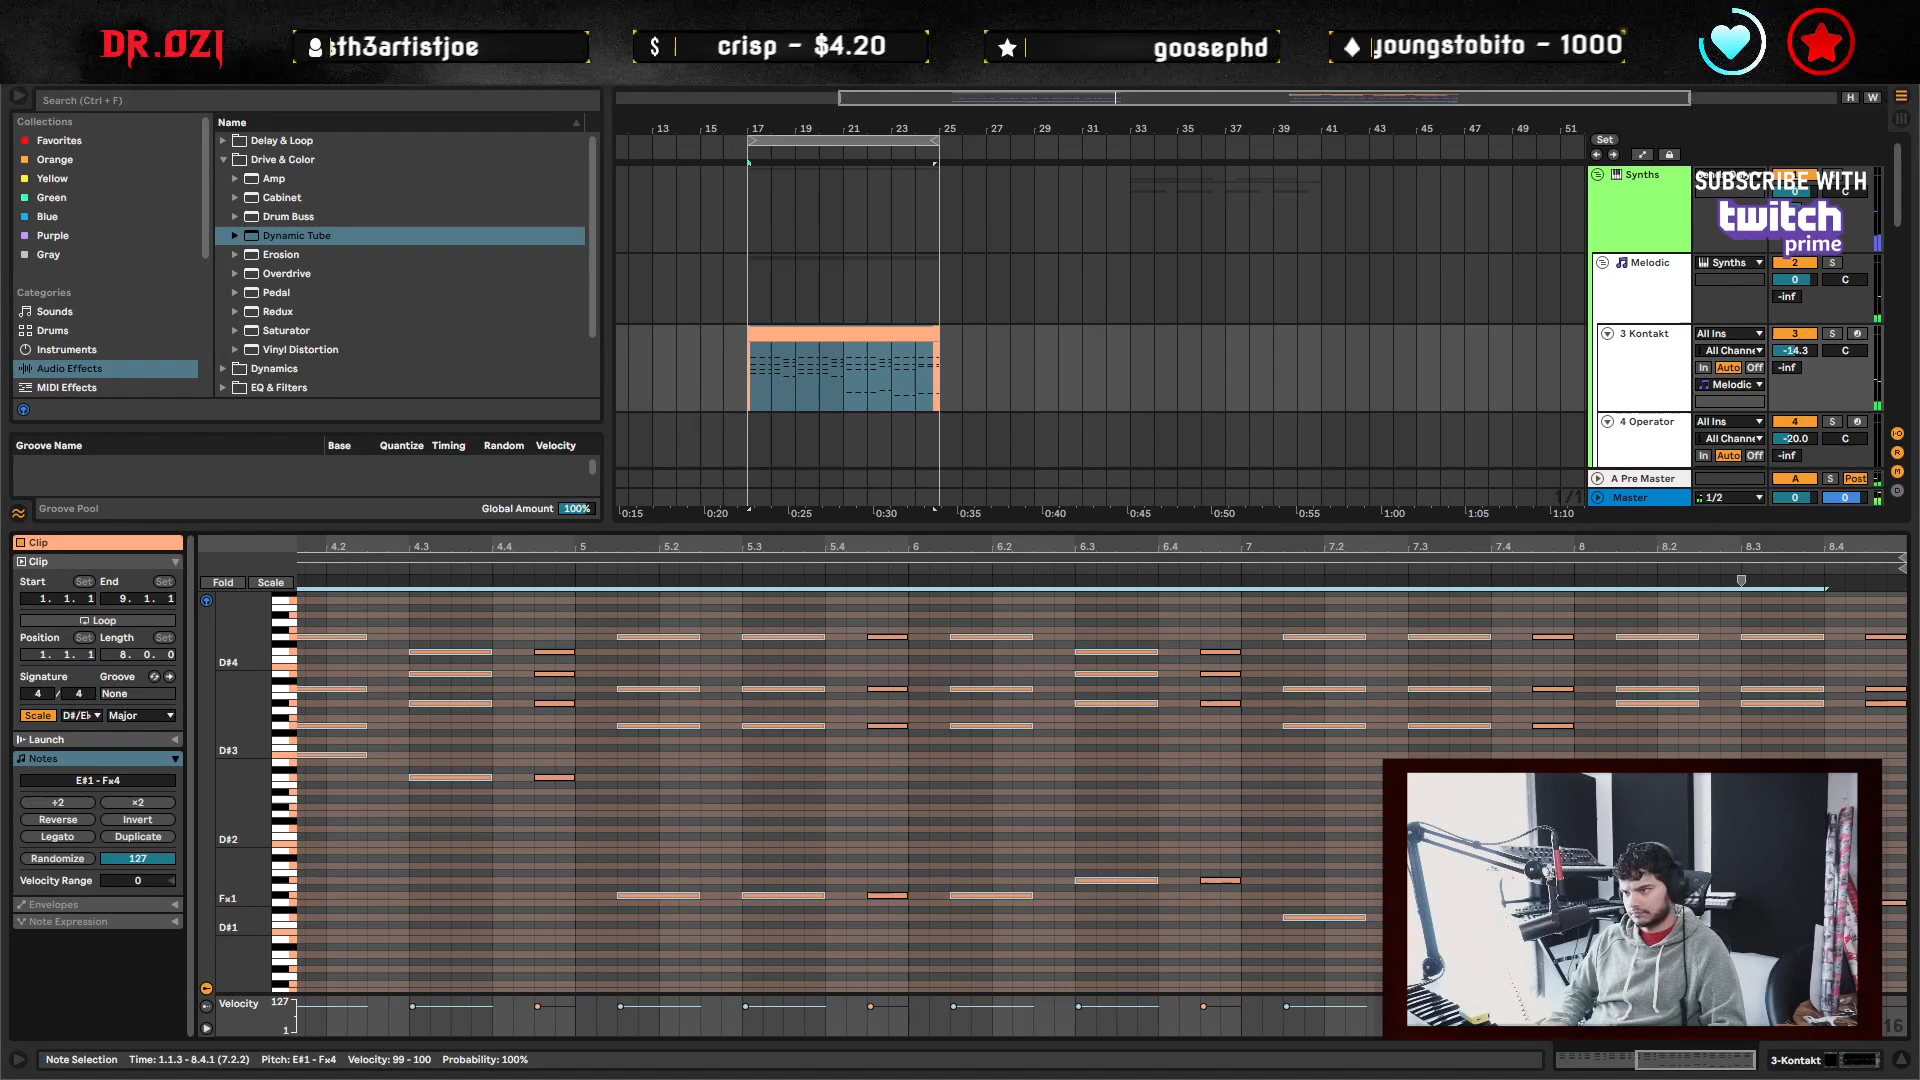 DR.OZI
sth3artistjoe
$ crisp - $4.20
goosephd
youngstobito - 1000
Search (Ctrl + F)
Collections
Favorites
Orange
Yellow
Green
Blue
Purple
Gray
Categories
Sounds
Drums
Instruments
Audio Effects
MIDI Effects
Name
Delay & Loop
Drive & Color
Amp
Cabinet
Drum Buss
Dynamic Tube
Erosion
Overdrive
Pedal
Redux
Saturator
Vinyl Distortion
Dynamics
EQ & Filters
Groove Name Base Quantize Timing Random Velocity
Groove Pool Global Amount 100%
H W
13 15 17 19 21 23 25 27 29 31 33 35 37 39 41 43 45 47 49 51
Set
Synths
SUBSCRIBE WITH
twitch
prime
Melodic Synths 2 S
0 C
-inf
3 Kontakt All Ins 3 S
All Channe -14.3 C
In Auto Off -inf
Melodic
4 Operator All Ins 4 S
All Channe -20.0 C
In Auto Off -inf
A Pre Master A S Post
1/1 Master 1/2 0 0
0:15 0:20 0:25 0:30 0:35 0:40 0:45 0:50 0:55 1:00 1:05 1:10
Clip
Clip
Start Set End Set
1. 1. 1 9. 1. 1
Loop
Position Set Length Set
1. 1. 1 8. 0. 0
Signature Groove
4 / 4 None
Scale D#/Eb Major
Launch
Notes
E#1 - Fx4
÷2 ×2
Reverse Invert
Legato Duplicate
Randomize 127
Velocity Range 0
Envelopes
Note Expression
4.2 4.3 4.4 5 5.2 5.3 5.4 6 6.2 6.3 6.4 7 7.2 7.3 7.4 8 8.2 8.3 8.4
Fold Scale
D#4
D#3
D#2
Fx1
D#1
Velocity 127
1
16
Note Selection Time: 1.1.3 - 8.4.1 (7.2.2) Pitch: E#1 - Fx4 Velocity: 99 - 100 Probability: 100%
3-Kontakt